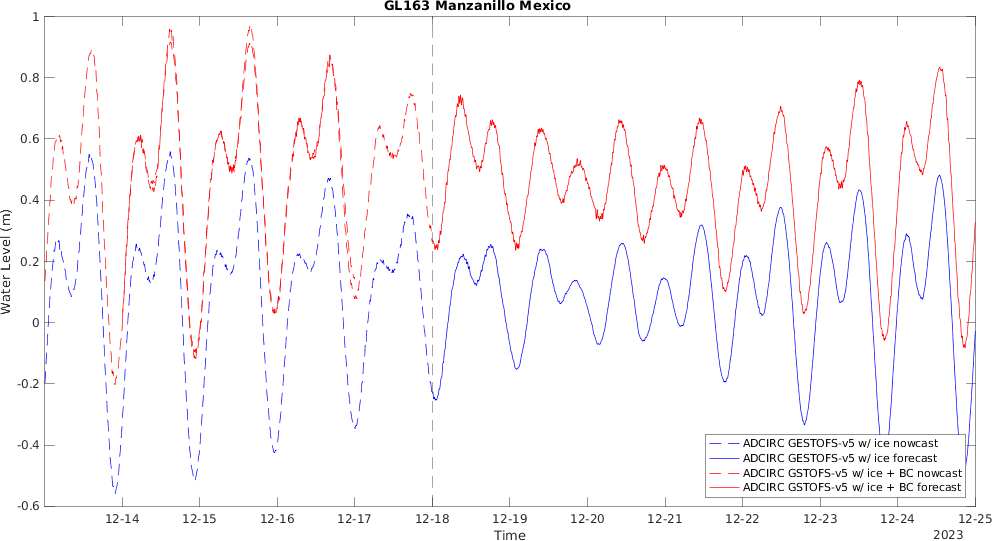 GL163 Manzanillo Mexico
1
0.8
0.6
0.4
0.2
0
-0.2
-0.4
-0.6
Water Level (m)
ADCIRC GESTOFS-v5 w/ ice nowcast
ADCIRC GESTOFS-v5 w/ ice forecast
ADCIRC GSTOFS-v5 w/ ice + BC nowcast
ADCIRC GSTOFS-v5 w/ ice + BC forecast
12-14 12-15 12-16 12-17 12-18 12-19 12-20 12-21 12-22 12-23 12-24 12-25
Time
2023